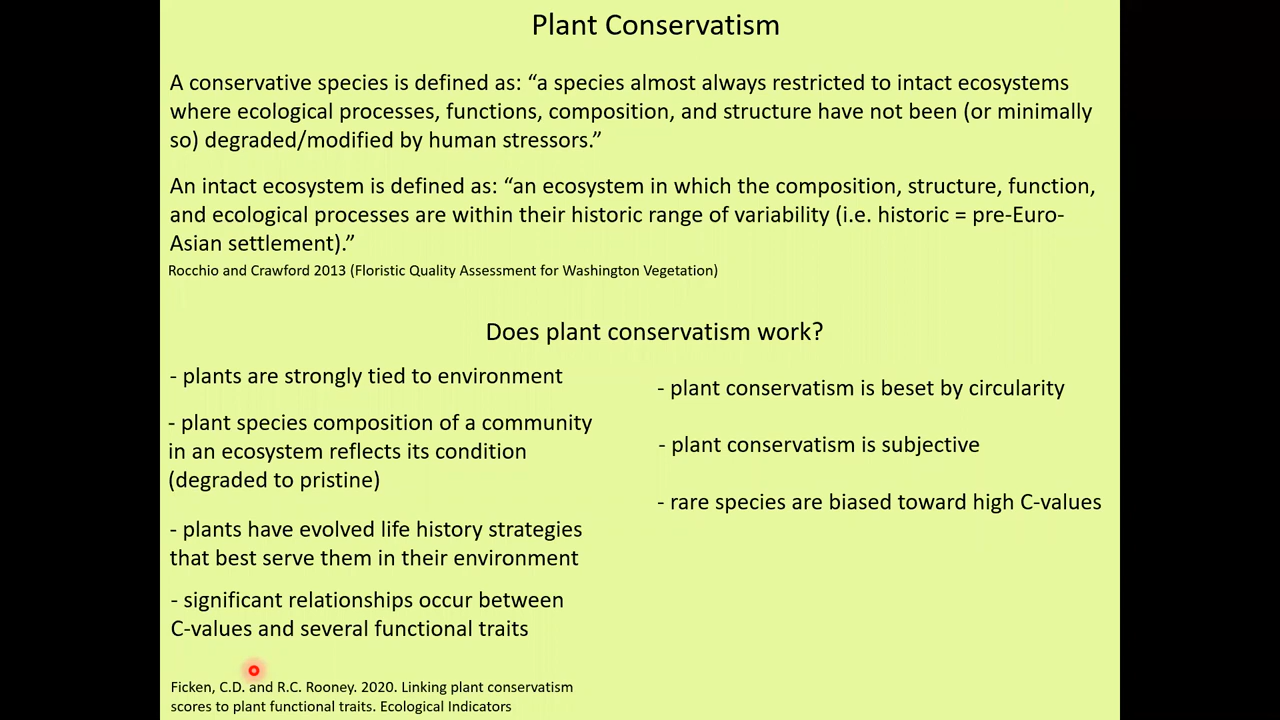 Plant Conservatism
A conservative species is defined as: “a species almost always restricted to intact ecosystems
where ecological processes, functions, composition, and structure have not been (or minimally
so) degraded/modified by human stressors.”
An intact ecosystem is defined as: “an ecosystem in which the composition, structure, function,
and ecological processes are within their historic range of variability (i.e. historic = pre-Euro-
Asian settlement).”
Rocchio and Crawford 2013 (Floristic Quality Assessment for Washington Vegetation)
Does plant conservatism work?
- plants are strongly tied to environment
- plant species composition of a community
in an ecosystem reflects its condition
(degraded to pristine)
- plants have evolved life history strategies
that best serve them in their environment
- significant relationships occur between
C-values and several functional traits
Ficken, C.D. and R.C. Rooney. 2020. Linking plant conservatism
scores to plant functional traits. Ecological Indicators
- plant conservatism is beset by circularity
- plant conservatism is subjective
- rare species are biased toward high C-values